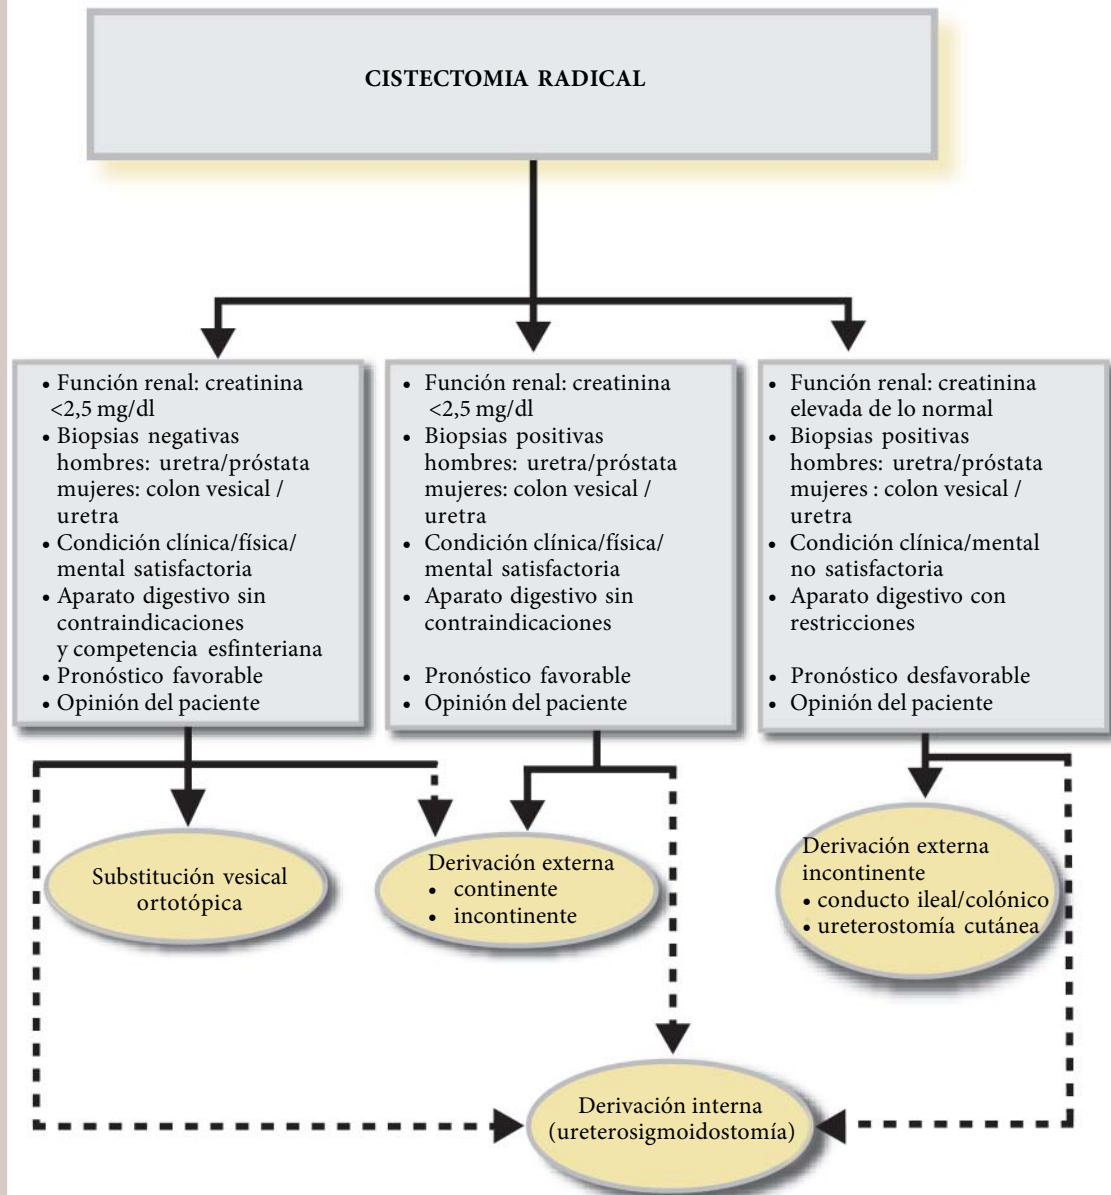 CISTECTOMIA RADICAL
• Función renal: creatinina
<2,5 mg/dl
• Biopsias negativas
hombres: uretra/próstata
mujeres: colon vesical /
uretra
• Condición clínica/física/
mental satisfactoria
• Aparato digestivo sin
contraindicaciones
y competencia esfinteriana
• Pronóstico favorable
• Opinión del paciente
• Función renal: creatinina
<2,5 mg/dl
• Biopsias positivas
hombres: uretra/próstata
mujeres: colon vesical /
uretra
• Condición clínica/física/
mental satisfactoria
• Aparato digestivo sin
contraindicaciones
• Pronóstico favorable
• Opinión del paciente
• Función renal: creatinina
elevada de lo normal
• Biopsias positivas
hombres: uretra/próstata
mujeres : colon vesical /
uretra
• Condición clínica/mental
no satisfactoria
• Aparato digestivo con
restricciones
• Pronóstico desfavorable
• Opinión del paciente
Substitución vesical
ortotópica
Derivación externa
• continente
• incontinente
Derivación externa
incontinente
• conducto ileal/colónico
• ureterostomía cutánea
Derivación interna
(ureterosigmoidostomía)